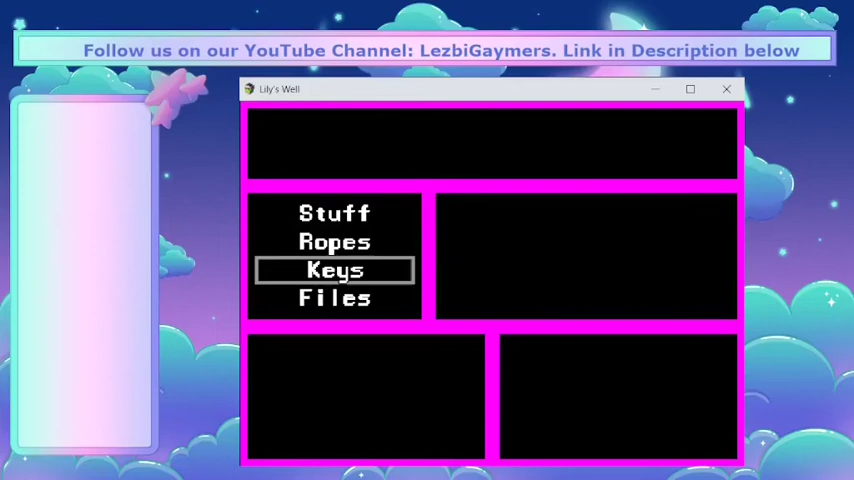 Follow us on our YouTube Channel: LezbiGaymers. Link in Description below
Lily's Well
Stuff
Ropes
Keys
Files